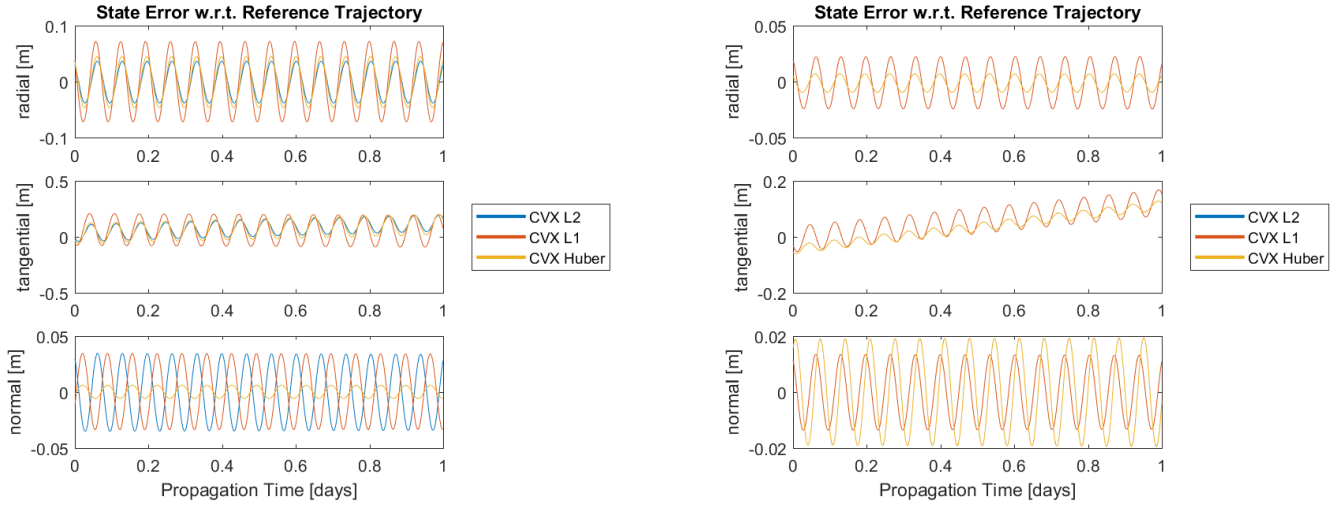 State Error w.r.t. Reference Trajectory
0.1
0
-0.1
radial [m]
0 0.2 0.4 0.6 0.8 1
0.5
0
-0.5
tangential [m]
0 0.2 0.4 0.6 0.8 1
0.05
0
-0.05
normal [m]
0 0.2 0.4 0.6 0.8 1
Propagation Time [days]
CVX L2
CVX L1
CVX Huber
State Error w.r.t. Reference Trajectory
0.05
0
-0.05
radial [m]
0 0.2 0.4 0.6 0.8 1
0.2
0
-0.2
tangential [m]
0 0.2 0.4 0.6 0.8 1
0.02
0
-0.02
normal [m]
0 0.2 0.4 0.6 0.8 1
Propagation Time [days]
CVX L2
CVX L1
CVX Huber